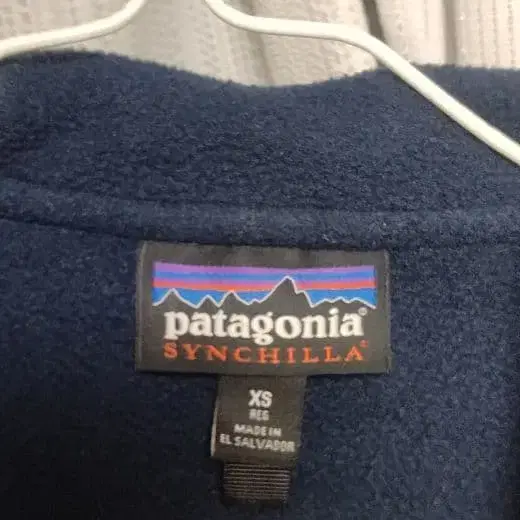 patagonia®
SYNCHILLA®
XS
REG
MADE IN
EL SALVADOR